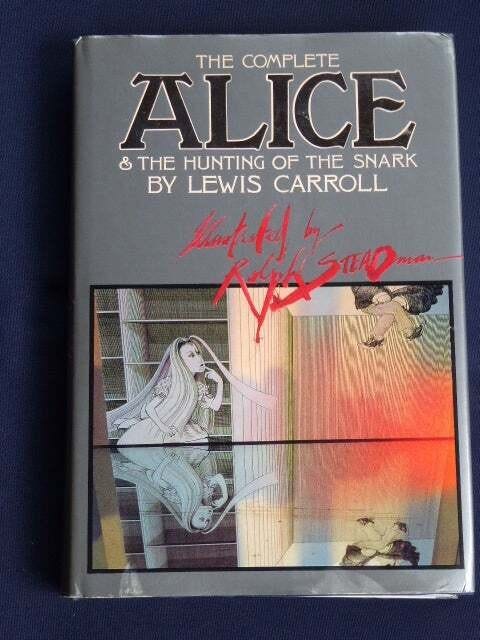 THE COMPLETE
ALICE
& THE HUNTING OF THE SNARK
BY LEWIS CARROLL
Illustrated by
Ralph STEADman